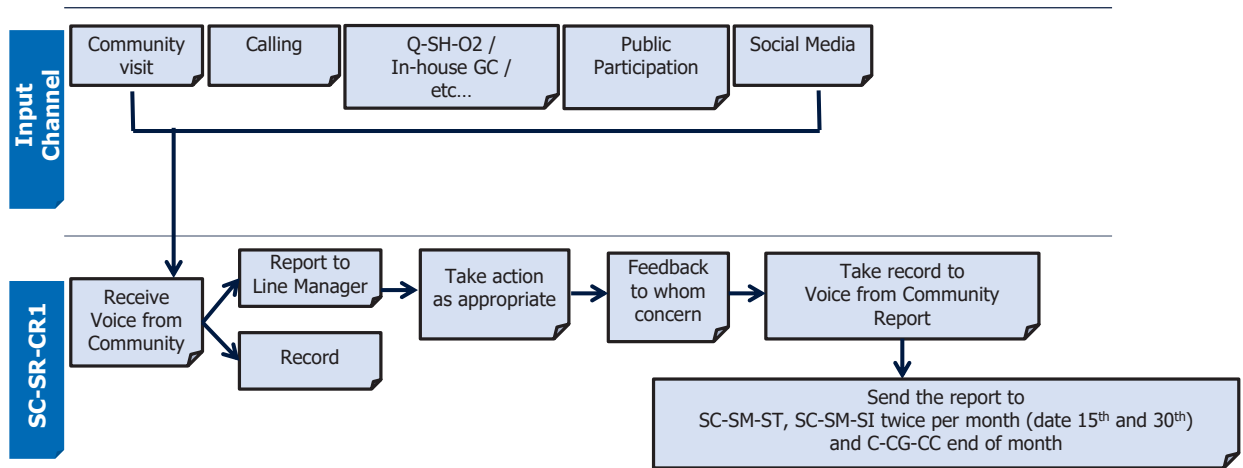 Input
Channel
Community
visit
Calling
Q-SH-O2 /
In-house GC /
etc...
Public
Participation
Social Media
SC-SR-CR1
Receive
Voice from
Community
Report to
Line Manager
Record
Take action
as appropriate
Feedback
to whom
concern
Take record to
Voice from Community
Report
Send the report to
SC-SM-ST, SC-SM-SI twice per month (date 15th and 30th)
and C-CG-CC end of month